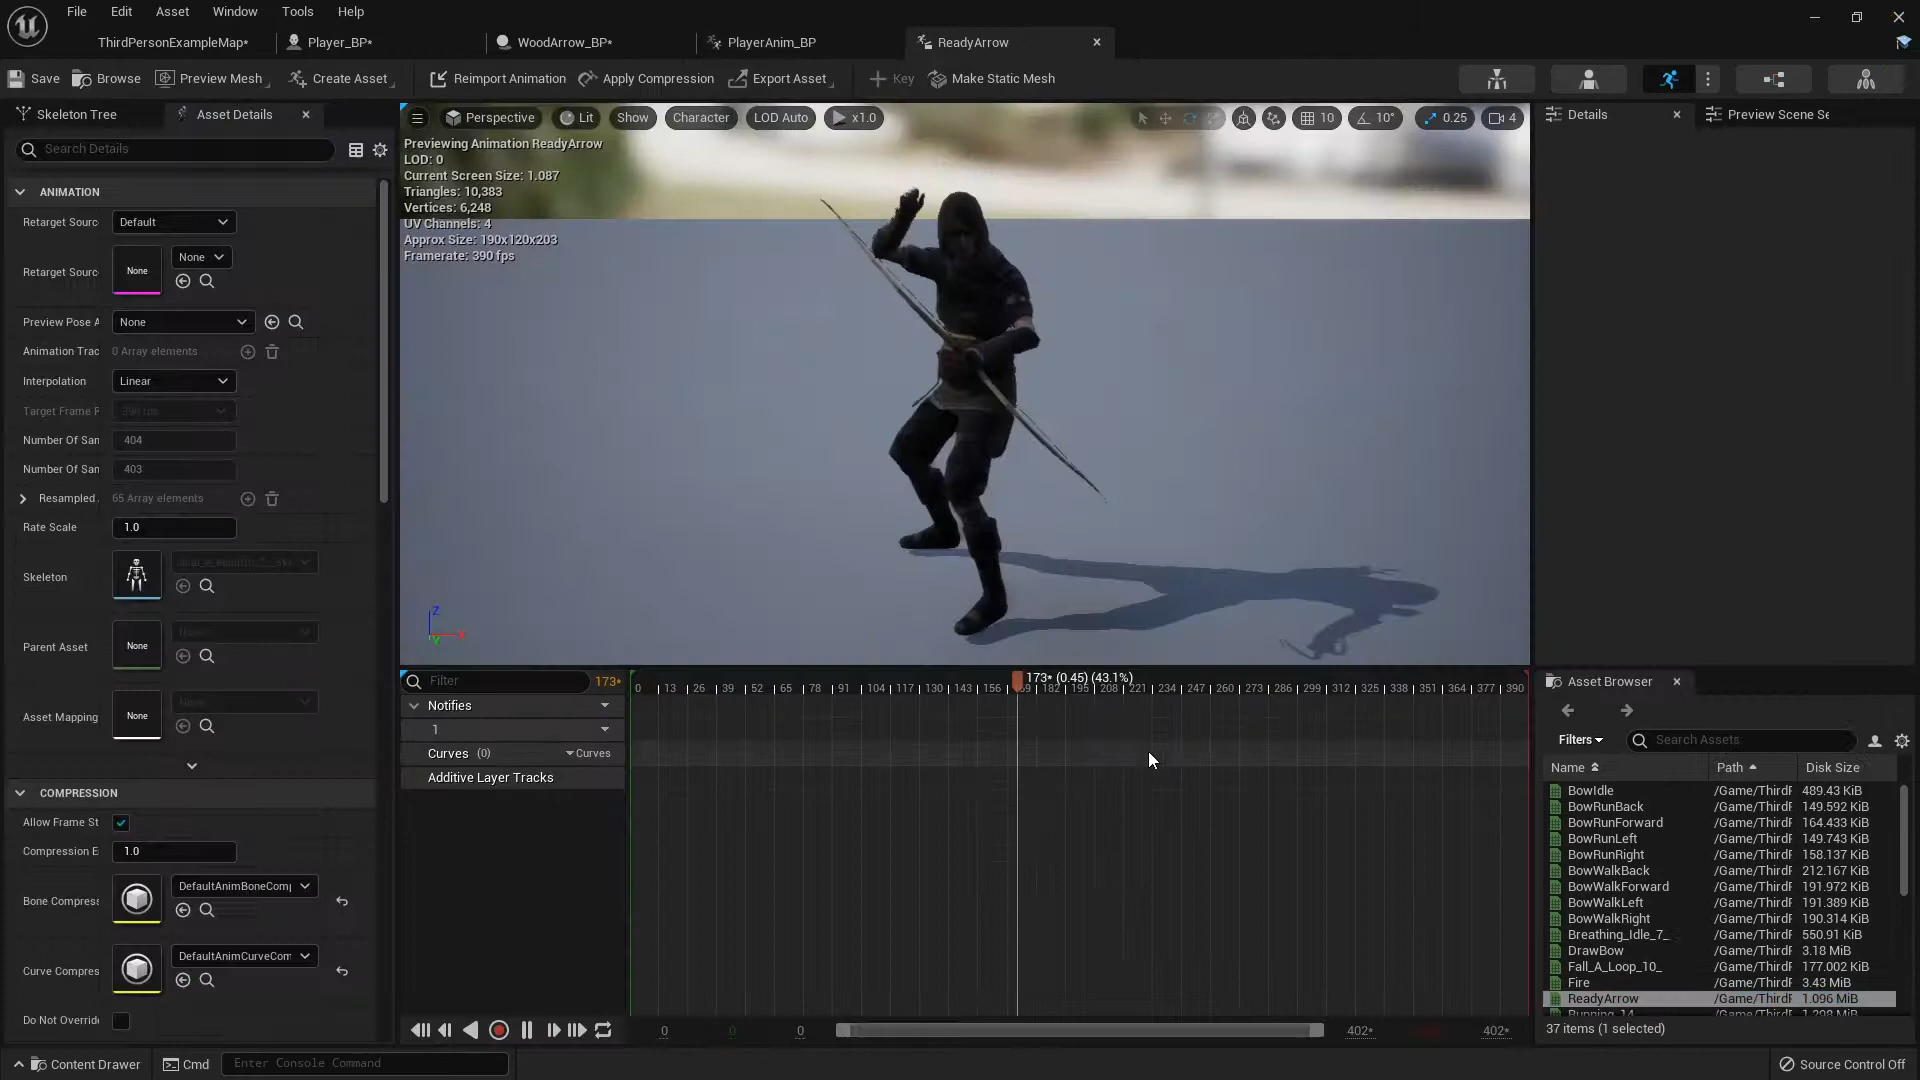 File Edit Asset Window Tools Help
ThirdPersonExampleMap* Player_BP* WoodArrow_BP* PlayerAnim_BP ReadyArrow
Save Browse Preview Mesh Create Asset Reimport Animation Apply Compression Export Asset Key Make Static Mesh
Skeleton Tree Asset Details
Perspective Lit Show Character LOD Auto x1.0 10 10° 0.25 4
Details Preview Scene Se
Search Details
Previewing Animation ReadyArrow
LOD: 0
Current Screen Size: 1.087
Triangles: 10,383
Vertices: 6,248
UV Channels: 4
Approx Size: 190x120x203
Framerate: 390 fps
ANIMATION
Retarget Sourc Default
Retarget Sourc None None
Preview Pose A None
Animation Trac 0 Array elements
Interpolation Linear
Target Frame F 390 fps
Number Of San 404
Number Of San 403
Resampled 65 Array elements
Rate Scale 1.0
Skeleton
Parent Asset None None
Asset Mapping None None
COMPRESSION
Allow Frame St
Compression E 1.0
Bone Compress DefaultAnimBoneComp
Curve Compres DefaultAnimCurveCom
Do Not Override
Z
X
Y
Filter 173*
173* (0.45) (43.1%)
0 13 26 39 52 65 78 91 104 117 130 143 156 169 182 195 208 221 234 247 260 273 286 299 312 325 338 351 364 377 390
Notifies
1
Curves (0) Curves
Additive Layer Tracks
0 0 0 402* 402*
Asset Browser
Filters Search Assets
Name Path Disk Size
BowIdle /Game/ThirdF 489.43 KiB
BowRunBack /Game/ThirdF 149.592 KiB
BowRunForward /Game/ThirdF 164.433 KiB
BowRunLeft /Game/ThirdF 149.743 KiB
BowRunRight /Game/ThirdF 158.137 KiB
BowWalkBack /Game/ThirdF 212.167 KiB
BowWalkForward /Game/ThirdF 191.972 KiB
BowWalkLeft /Game/ThirdF 191.389 KiB
BowWalkRight /Game/ThirdF 190.314 KiB
Breathing_Idle_7_ /Game/ThirdF 550.91 KiB
DrawBow /Game/ThirdF 3.18 MiB
Fall_A_Loop_10_ /Game/ThirdF 177.002 KiB
Fire /Game/ThirdF 3.43 MiB
ReadyArrow /Game/ThirdF 1.096 MiB
Running_14 /Game/ThirdF 1.298 MiB
37 items (1 selected)
Content Drawer Cmd Enter Console Command Source Control Off